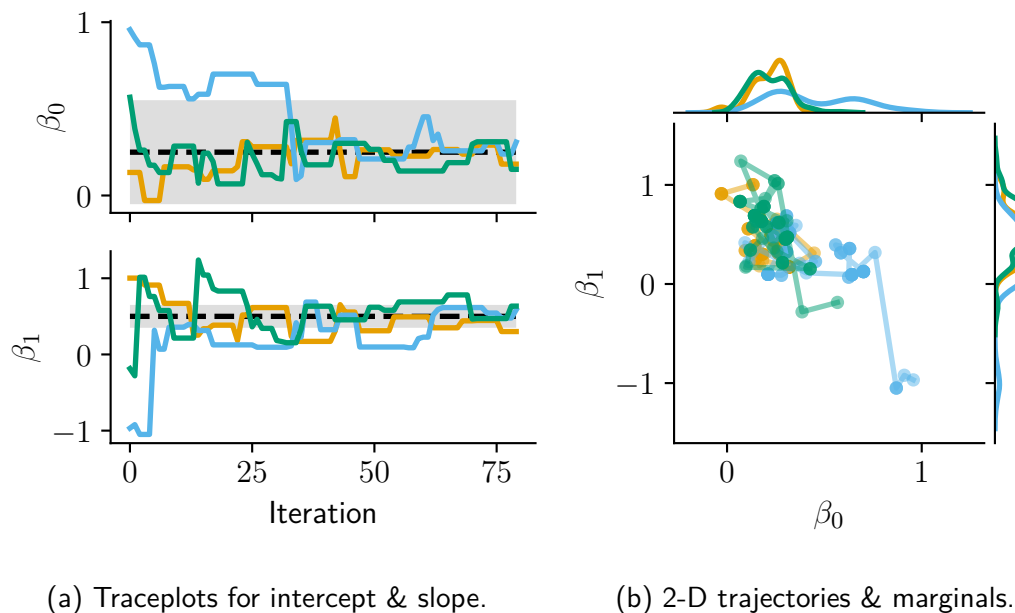 1
β0
0
1
β1
0
−1
0
25
50
75
Iteration
1
β1
0
−1
0
1
β0
(a) Traceplots for intercept & slope.
(b) 2-D trajectories & marginals.